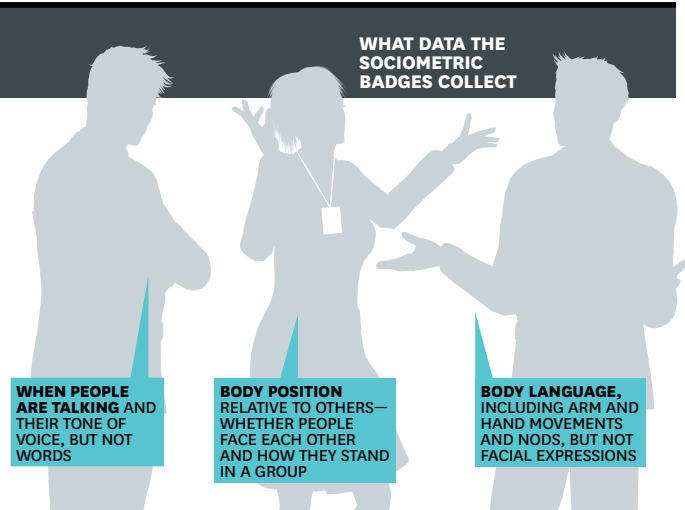 WHAT DATA THE
SOCIOMETRIC
BADGES COLLECT
WHEN PEOPLE
ARE TALKING AND
THEIR TONE OF
VOICE, BUT NOT
WORDS
BODY POSITION
RELATIVE TO OTHERS—
WHETHER PEOPLE
FACE EACH OTHER
AND HOW THEY STAND
IN A GROUP
BODY LANGUAGE,
INCLUDING ARM AND
HAND MOVEMENTS
AND NODS, BUT NOT
FACIAL EXPRESSIONS